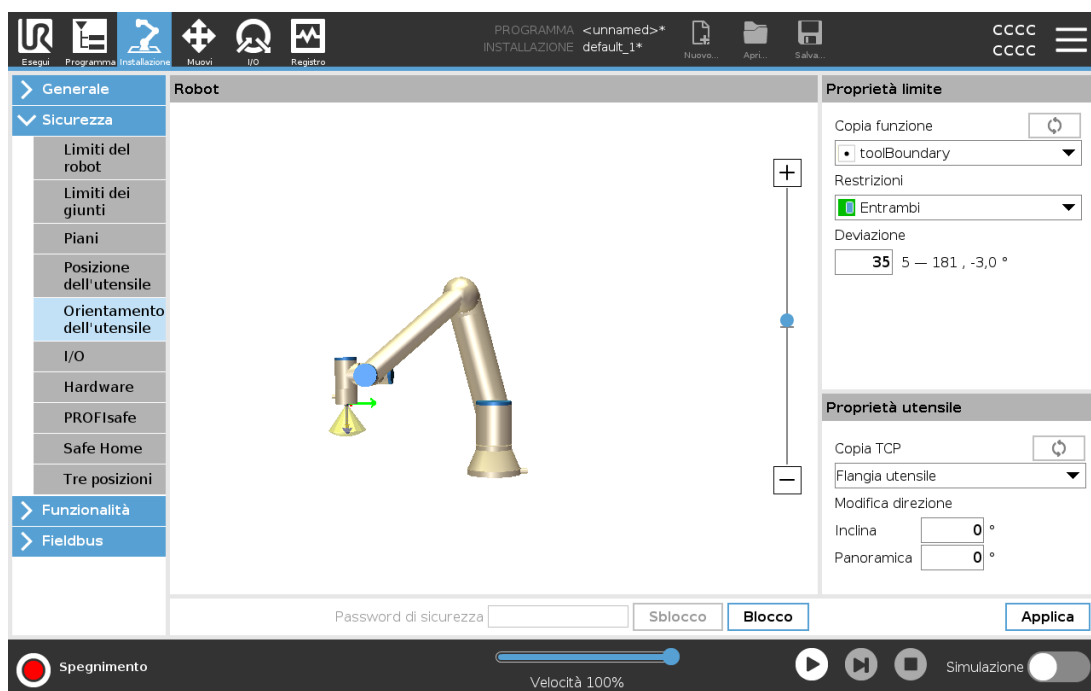 UR
PROGRAMMA <unnamed>*
INSTALLAZIONE default_1*
CCCC
CCCC
Esegui Programma Installazione Muovi I/O Registro Nuovo... Apri... Salva...
Generale
Sicurezza
Limiti del
robot
Limiti dei
giunti
Piani
Posizione
dell'utensile
Orientamento
dell'utensile
I/O
Hardware
PROFIsafe
Safe Home
Tre posizioni
Funzionalità
Fieldbus
Robot
Proprietà limite
Copia funzione
toolBoundary
Restrizioni
Entrambi
Deviazione
35 5 — 181 , -3,0 °
Proprietà utensile
Copia TCP
Flangia utensile
Modifica direzione
Inclina 0 °
Panoramica 0 °
Password di sicurezza Sblocco Blocco Applica
Spegnimento
Velocità 100%
Simulazione